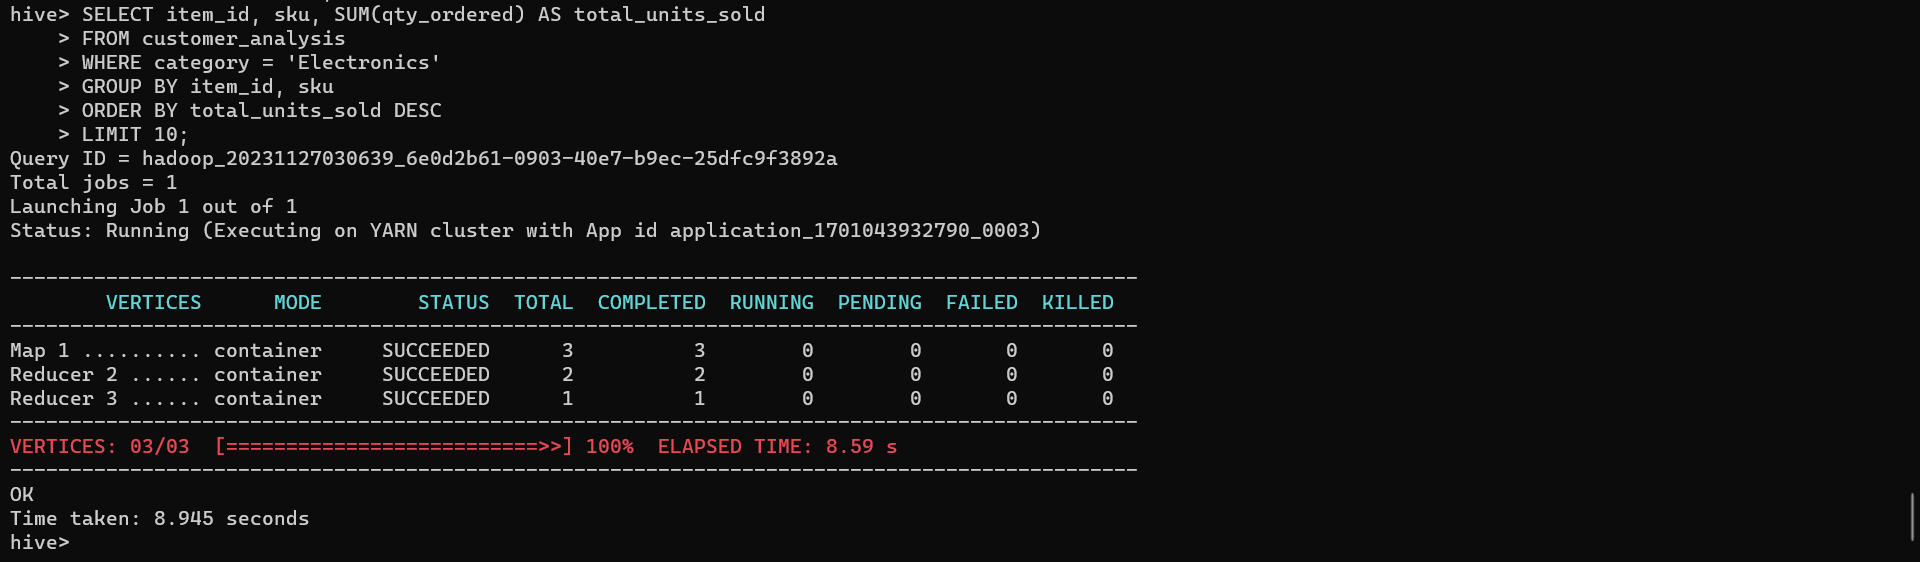 hive> SELECT item_id, sku, SUM(qty_ordered) AS total_units_sold
    > FROM customer_analysis
    > WHERE category = 'Electronics'
    > GROUP BY item_id, sku
    > ORDER BY total_units_sold DESC
    > LIMIT 10;
Query ID = hadoop_20231127030639_6e0d2b61-0903-40e7-b9ec-25dfc9f3892a
Total jobs = 1
Launching Job 1 out of 1
Status: Running (Executing on YARN cluster with App id application_1701043932790_0003)

----------------------------------------------------------------------------------------------
        VERTICES      MODE        STATUS  TOTAL  COMPLETED  RUNNING  PENDING  FAILED  KILLED
----------------------------------------------------------------------------------------------
Map 1 .......... container     SUCCEEDED      3          3        0        0       0       0
Reducer 2 ...... container     SUCCEEDED      2          2        0        0       0       0
Reducer 3 ...... container     SUCCEEDED      1          1        0        0       0       0
----------------------------------------------------------------------------------------------
VERTICES: 03/03  [==========================>>] 100%  ELAPSED TIME: 8.59 s
----------------------------------------------------------------------------------------------
OK
Time taken: 8.945 seconds
hive>